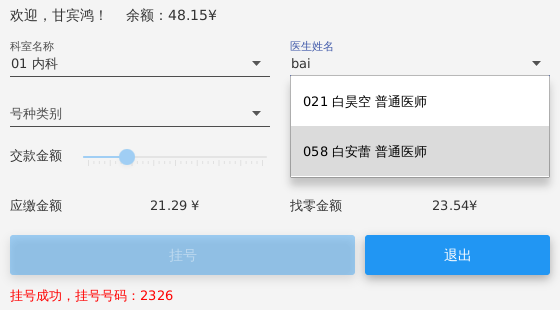 欢迎，甘宾鸿！ 余额：48.15¥
科室名称 医生姓名
01 内科 bai
021 白昊空 普通医师
号种类别
058 白安蕾 普通医师
交款金额
应缴金额 21.29 ¥ 找零金额 23.54¥
挂号 退出
挂号成功，挂号号码：2326